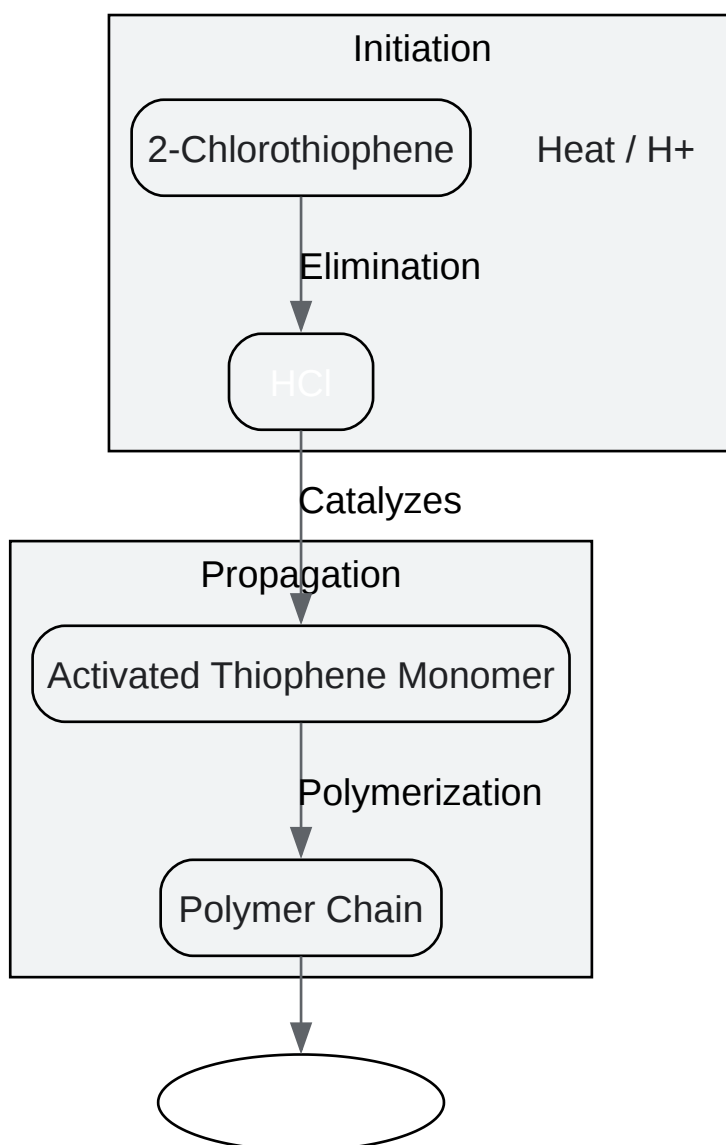 Initiation
2-Chlorothiophene
Heat / H+
Elimination
HCl
Catalyzes
Propagation
Activated Thiophene Monomer
Polymerization
Polymer Chain